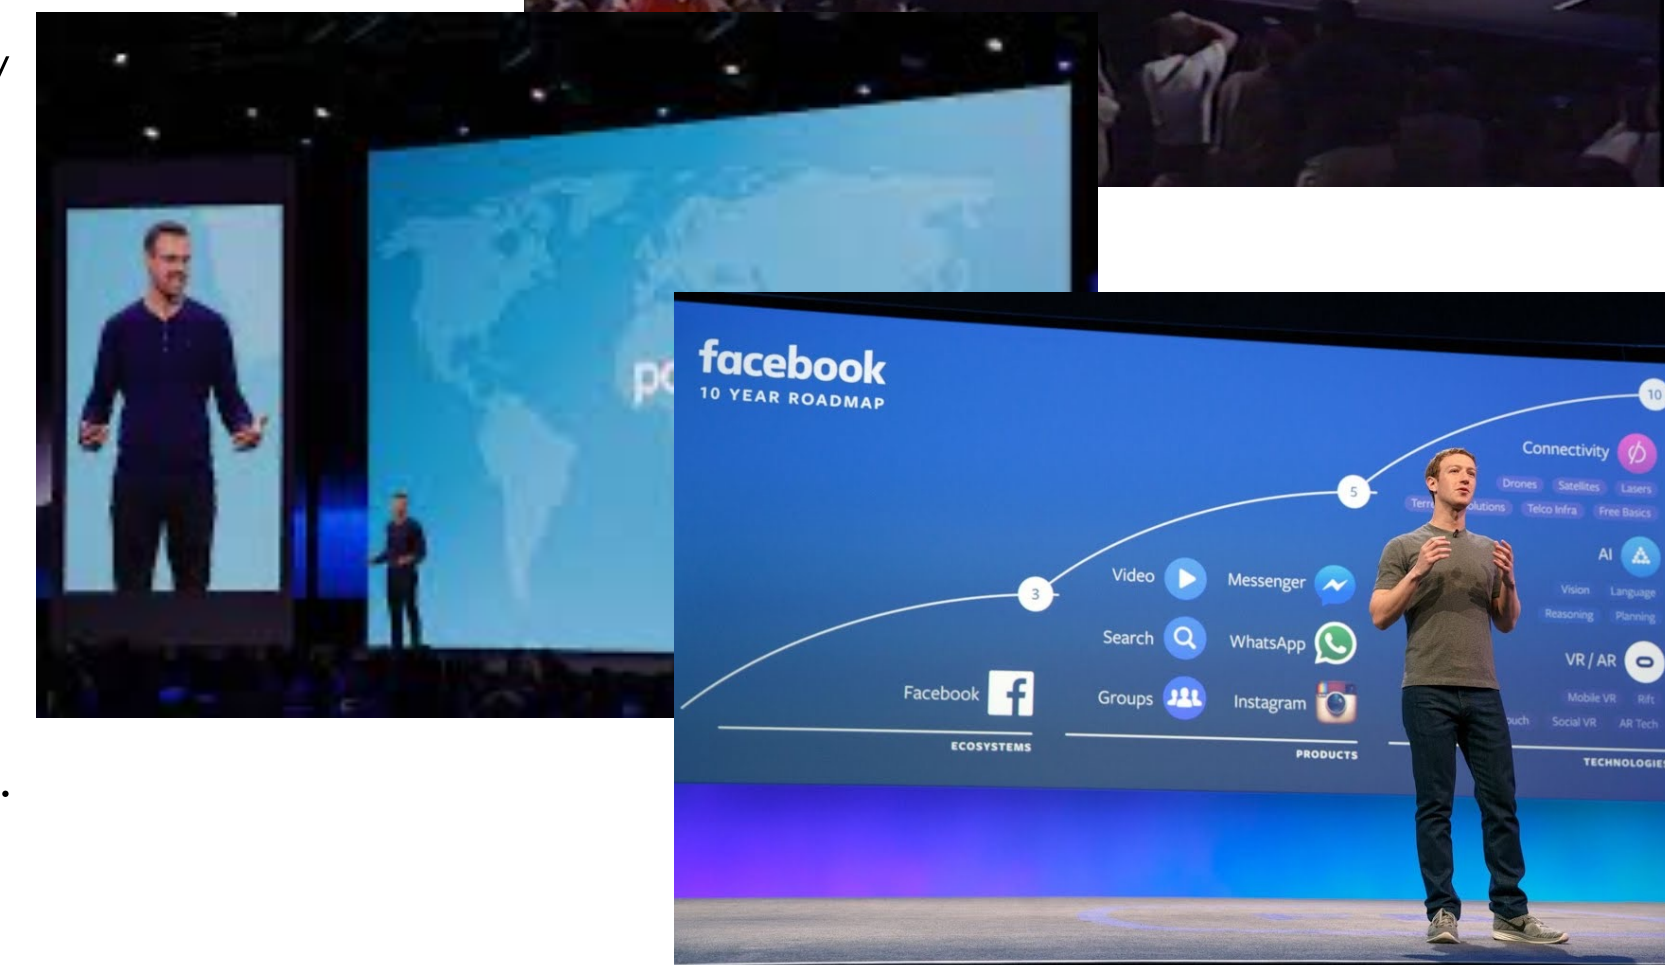 y
po
facebook
10 YEAR ROADMAP
10
Connectivity
Drones Satellites Lasers
Telco Infra Free Basics
5
AI
Video Messenger
Vision Language
3
Reasoning Planning
Search WhatsApp
VR / AR
Facebook f
Groups Instagram
Mobile VR Rift
Social VR AR Tech
ECOSYSTEMS
PRODUCTS
TECHNOLOGIES
.